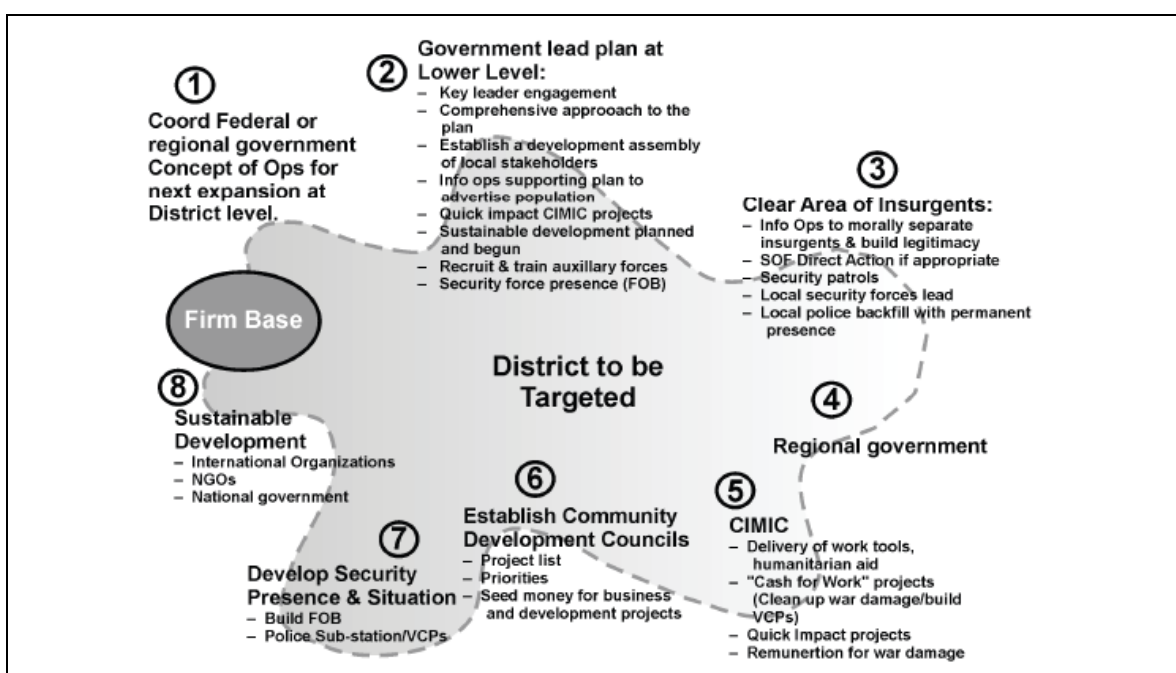 1
Coord Federal or
regional government
Concept of Ops for
next expansion at
District level.
2
Government lead plan at
Lower Level:
– Key leader engagement
– Comprehensive approoach to the
plan
– Establish a development assembly
of local stakeholders
– Info ops supporting plan to
advertise population
– Quick impact CIMIC projects
– Sustainable development planned
and begun
– Recruit & train auxillary forces
– Security force presence (FOB)
3
Clear Area of Insurgents:
– Info Ops to morally separate
insurgents & build legitimacy
– SOF Direct Action if appropriate
– Security patrols
– Local security forces lead
– Local police backfill with permanent
presence
Firm Base
District to be
Targeted
4
Regional government
5
CIMIC
– Delivery of work tools,
humanitarian aid
– "Cash for Work" projects
(Clean up war damage/build
VCPs)
– Quick Impact projects
– Remunertion for war damage
6
Establish Community
Development Councils
– Project list
– Priorities
– Seed money for business
and development projects
7
Develop Security
Presence & Situation
– Build FOB
– Police Sub-station/VCPs
8
Sustainable
Development
– International Organizations
– NGOs
– National government